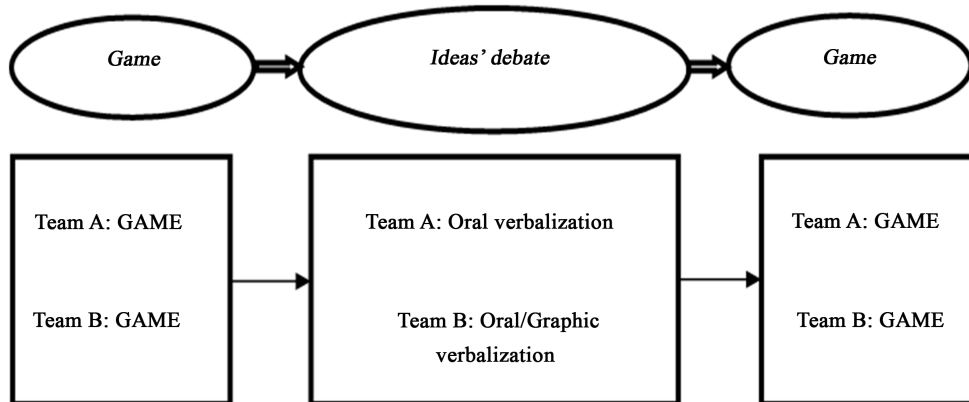 Game
Ideas’ debate
Game
Team A: GAME
Team B: GAME
Team A: Oral verbalization
Team B: Oral/Graphic
verbalization
Team A: GAME
Team B: GAME